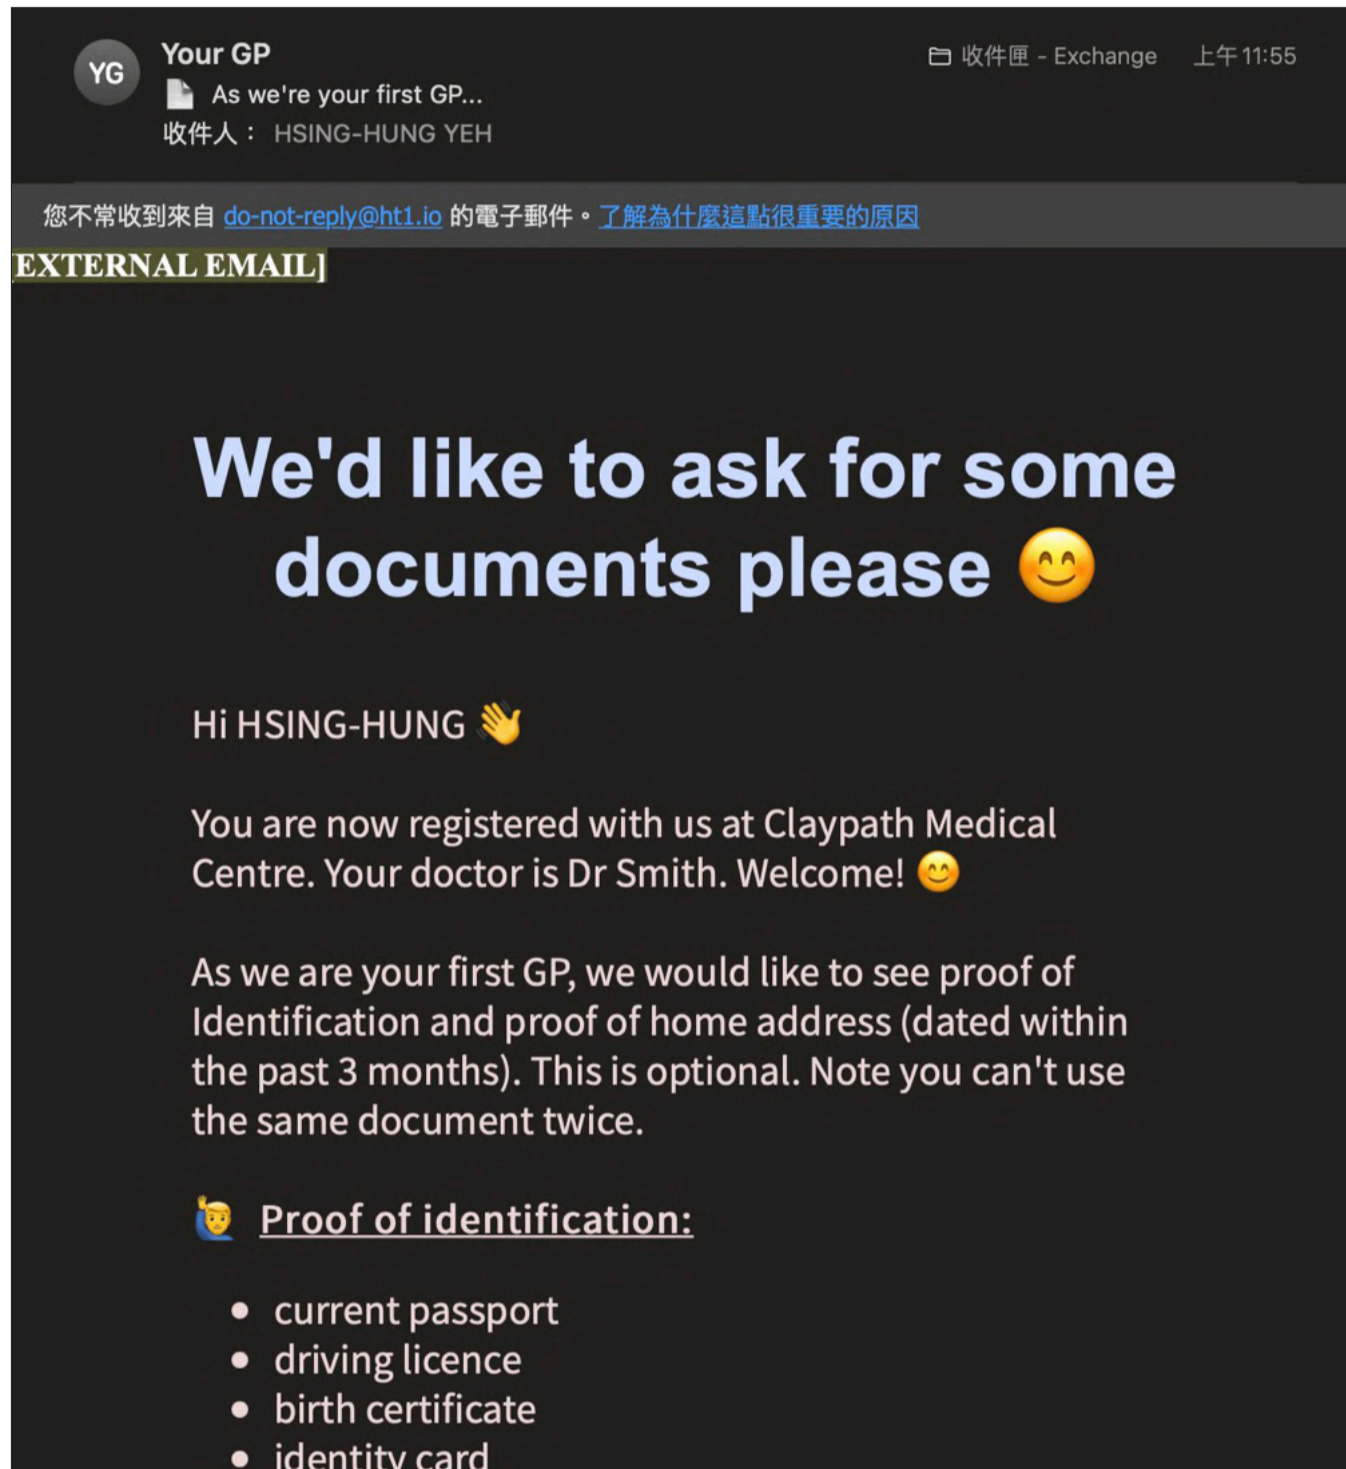 YG
Your GP
收件匣 - Exchange 上午11:55
As we're your first GP...
收件人： HSING-HUNG YEH
您不常收到來自 do-not-reply@ht1.io 的電子郵件。了解為什麼這點很重要的原因
[EXTERNAL EMAIL]
We'd like to ask for some
documents please 😊
Hi HSING-HUNG 👋
You are now registered with us at Claypath Medical
Centre. Your doctor is Dr Smith. Welcome! 😊
As we are your first GP, we would like to see proof of
Identification and proof of home address (dated within
the past 3 months). This is optional. Note you can't use
the same document twice.
🙋‍♂️ Proof of identification:
• current passport
• driving licence
• birth certificate
• identity card